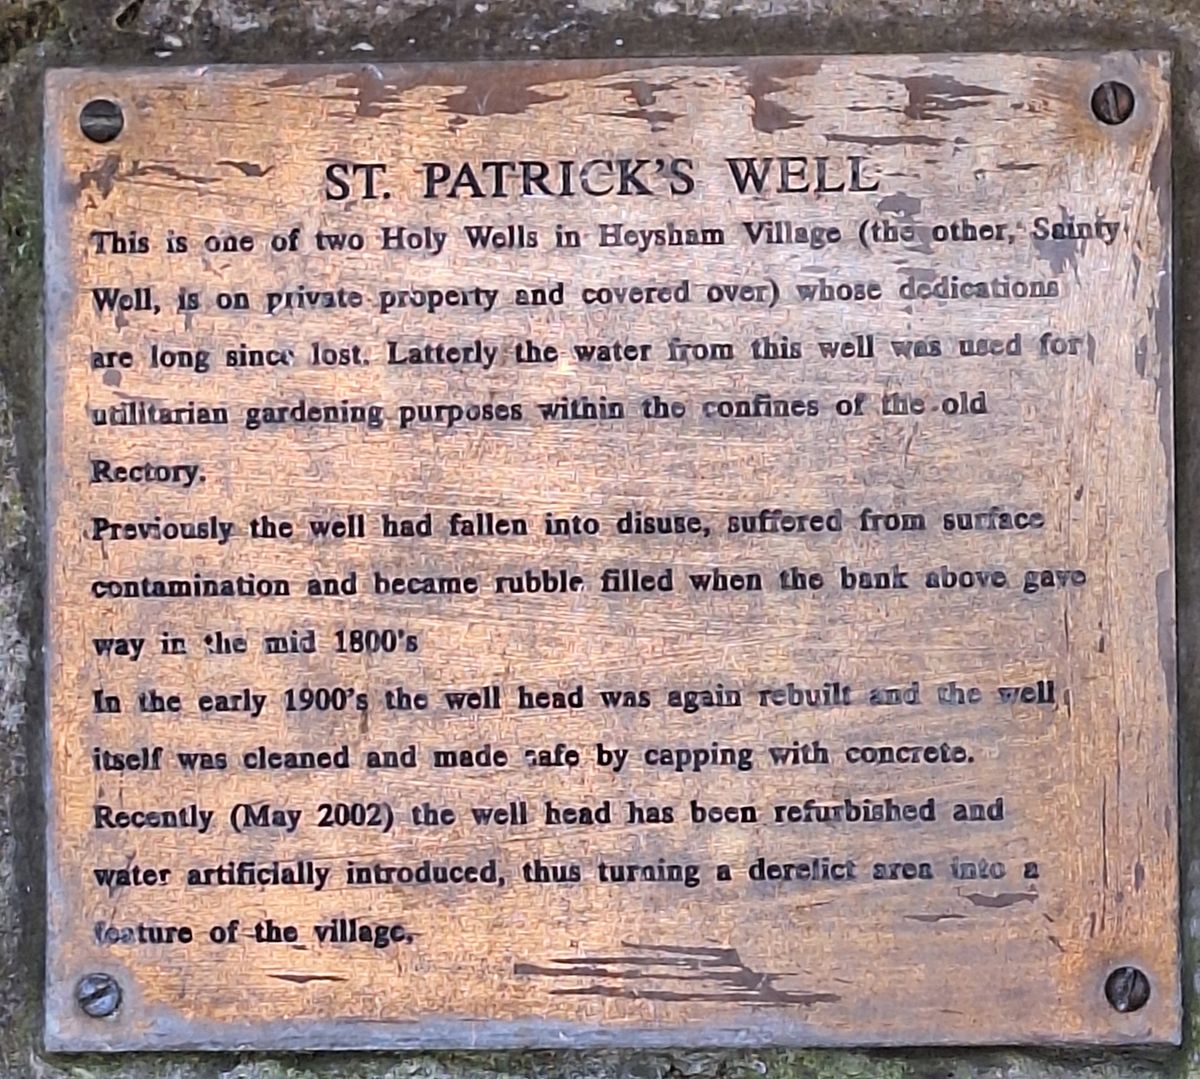 ST. PATRICK'S WELL
This is one of two Holy Wells in Heysham Village (the other, Sainty
Well, is on private property and covered over) whose dedications
are long since lost. Latterly the water from this well was used for
utilitarian gardening purposes within the confines of the old
Rectory.
Previously the well had fallen into disuse, suffered from surface
contamination and became rubble filled when the bank above gave
way in the mid 1800's
In the early 1900's the well head was again rebuilt and the well
itself was cleaned and made safe by capping with concrete.
Recently (May 2002) the well head has been refurbished and
water artificially introduced, thus turning a derelict area into a
feature of the village.